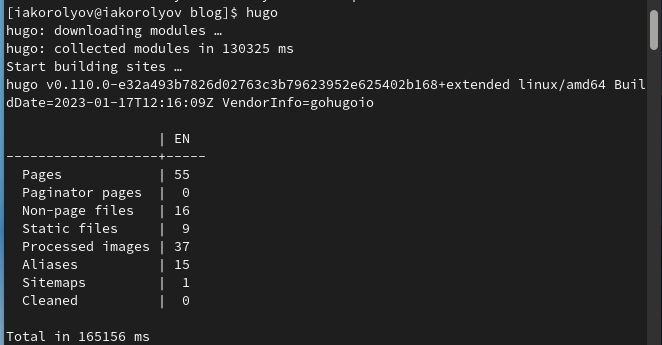 [iakorolyov@iakorolyov blog]$ hugo
hugo: downloading modules …
hugo: collected modules in 130325 ms
Start building sites …
hugo v0.110.0-e32a493b7826d02763c3b79623952e625402b168+extended linux/amd64 Buil
dDate=2023-01-17T12:16:09Z VendorInfo=gohugoio

                   | EN
-------------------+-----
  Pages            | 55
  Paginator pages  |  0
  Non-page files   | 16
  Static files     |  9
  Processed images | 37
  Aliases          | 15
  Sitemaps         |  1
  Cleaned          |  0

Total in 165156 ms